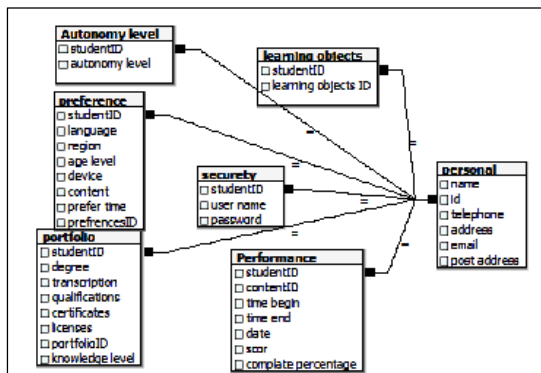 Autonomy level
studentID
autonomy level
learning objects
studentID
learning objects ID
preference
studentID
language
region
age level
device
content
prefer time
prefrencesID
securety
studentID
user name
password
personal
name
id
telephone
address
email
post address
portfolio
studentID
degree
transcription
qualifications
certificates
licenses
portfolioID
knowledge level
Performance
studentID
contentID
time begin
time end
date
scor
complate percentage